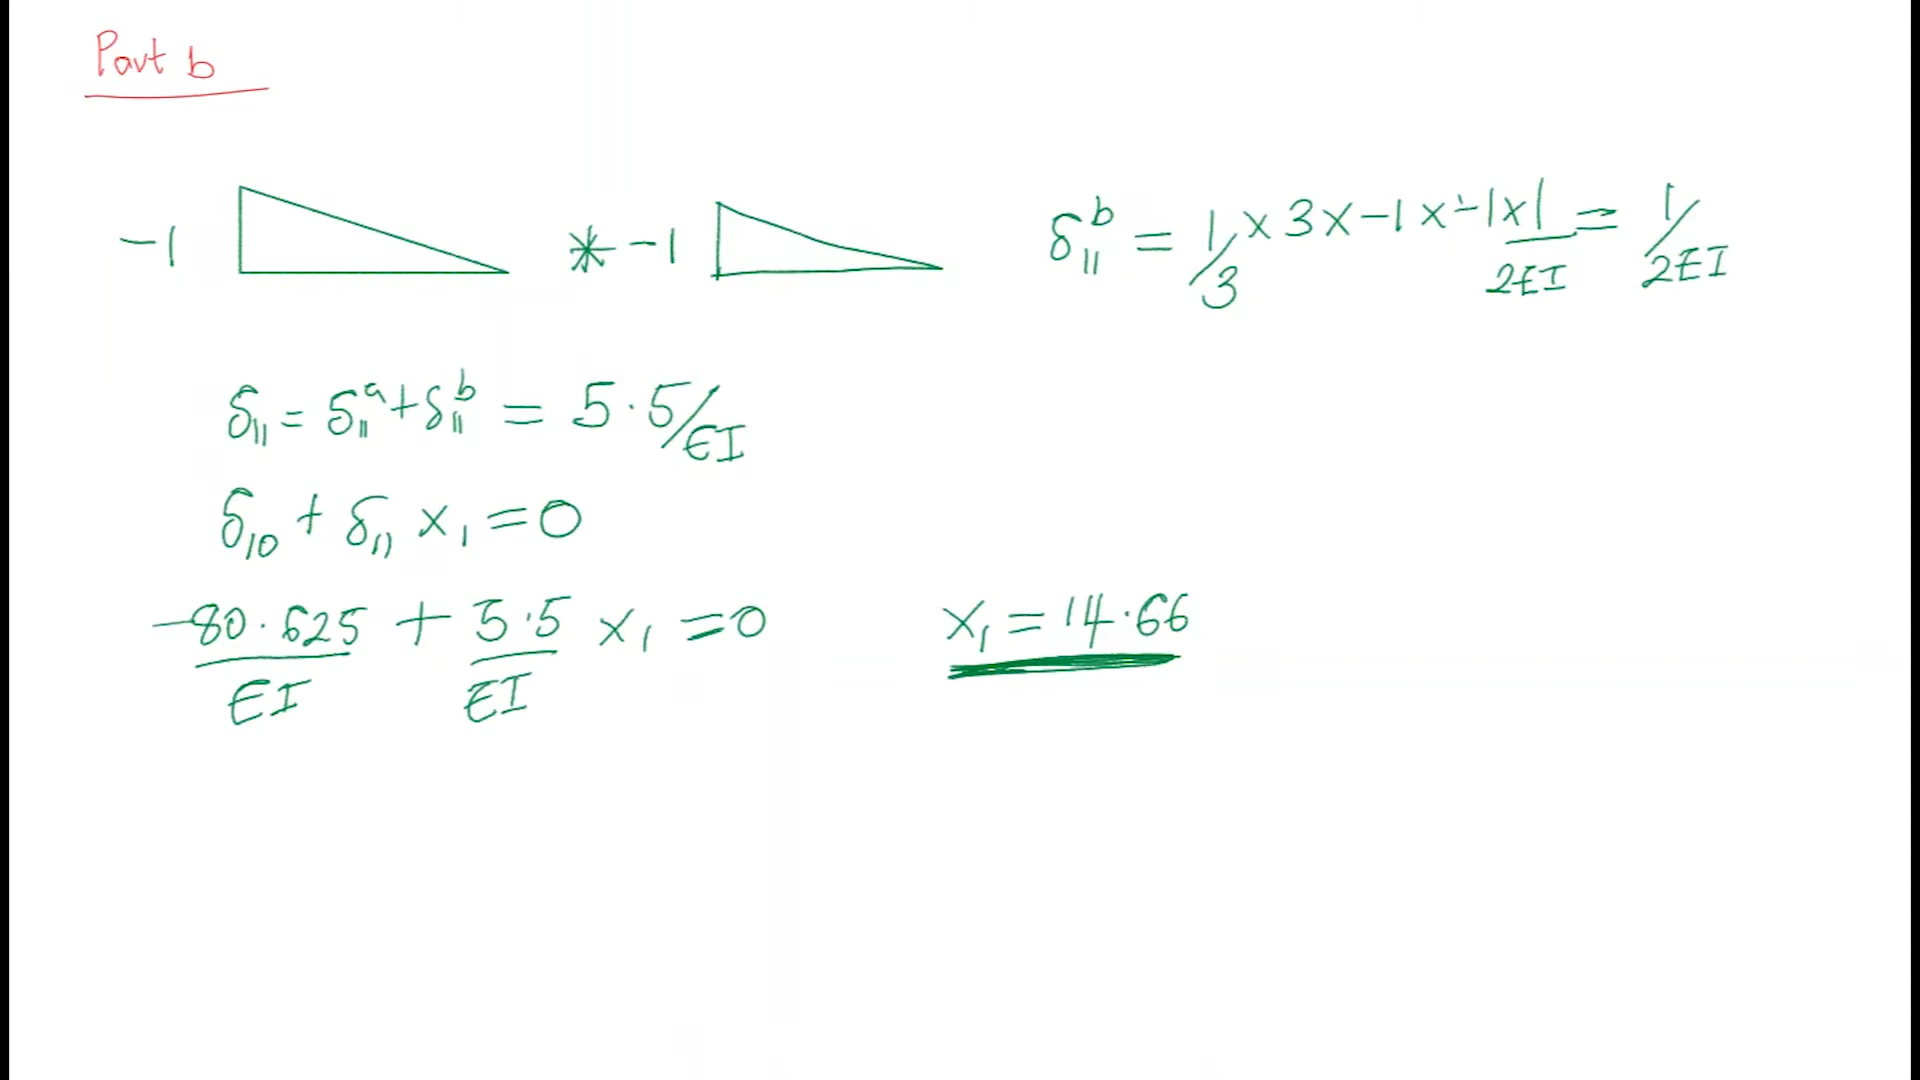 Part b
-1 * -1 δ₁₁ᵇ = 1/3 × 3 × -1 × -1 × 1/2EI = 1/2EI
δ₁₁ = δ₁₁ᵃ + δ₁₁ᵇ = 5.5/EI
δ₁₀ + δ₁₁ x₁ = 0
-80.625/EI + 5.5/EI x₁ = 0 x₁ = 14.66